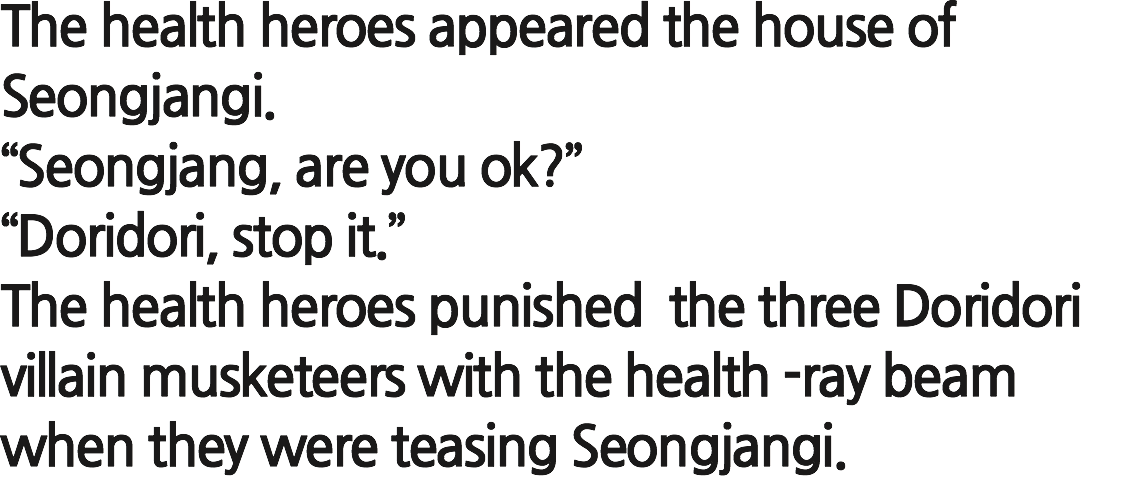 The health heroes appeared the house of
Seongjangi.
“Seongjang, are you ok?”
“Doridori, stop it.”
The health heroes punished  the three Doridori
villain musketeers with the health -ray beam
when they were teasing Seongjangi.